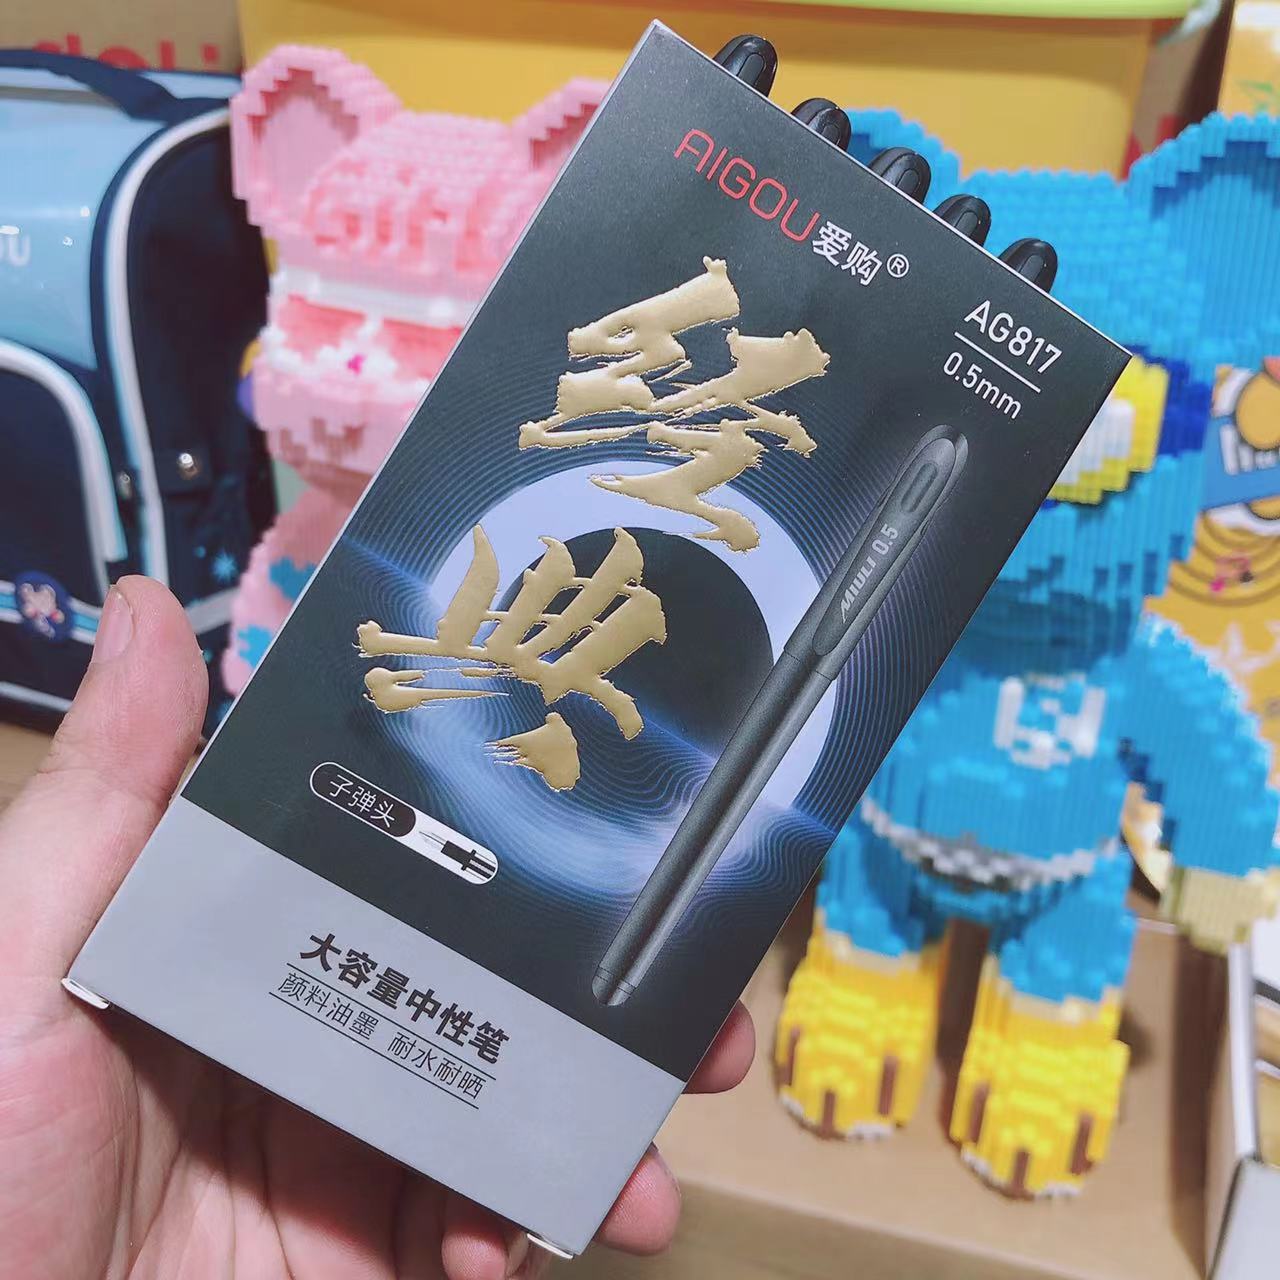 deli
AIGOU爱购®
AG817
0.5mm
经典
MIULI 0.5
子弹头
大容量中性笔
颜料油墨 耐水耐晒